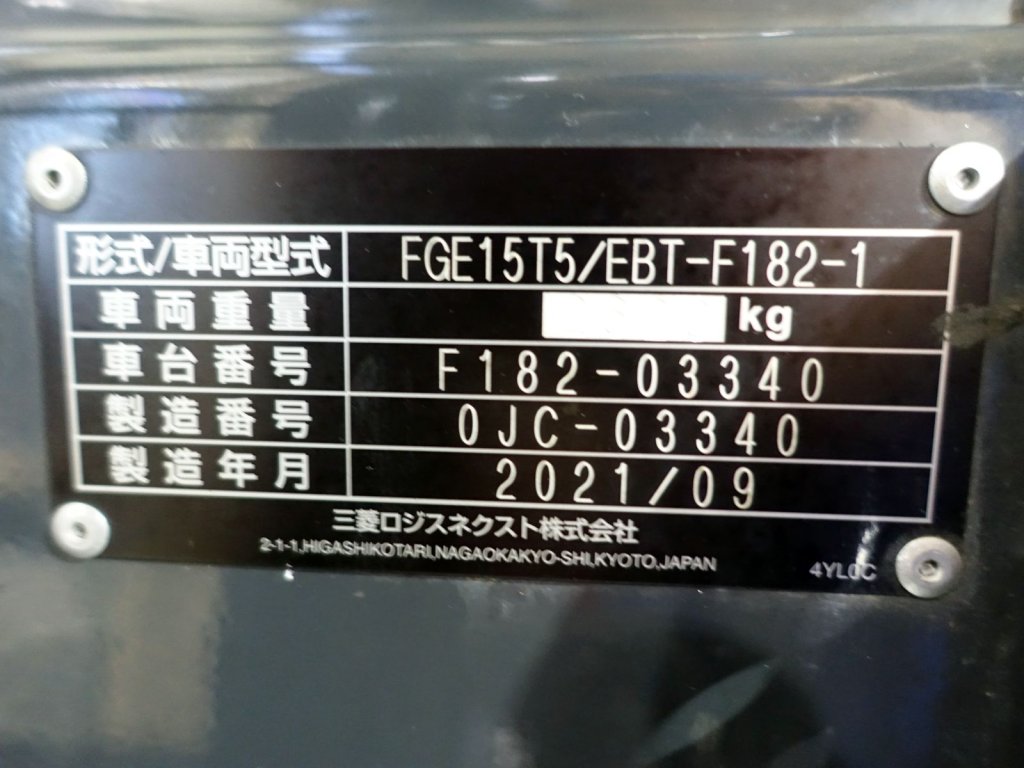 形式/車両型式 FGE15T5/EBT-F182-1
車両重量 kg
車台番号 F182-03340
製造番号 0JC-03340
製造年月 2021/09
三菱ロジスネクスト株式会社
2-1-1,HIGASHIKOTARI,NAGAOKAKYO-SHI,KYOTO,JAPAN
4YL0C